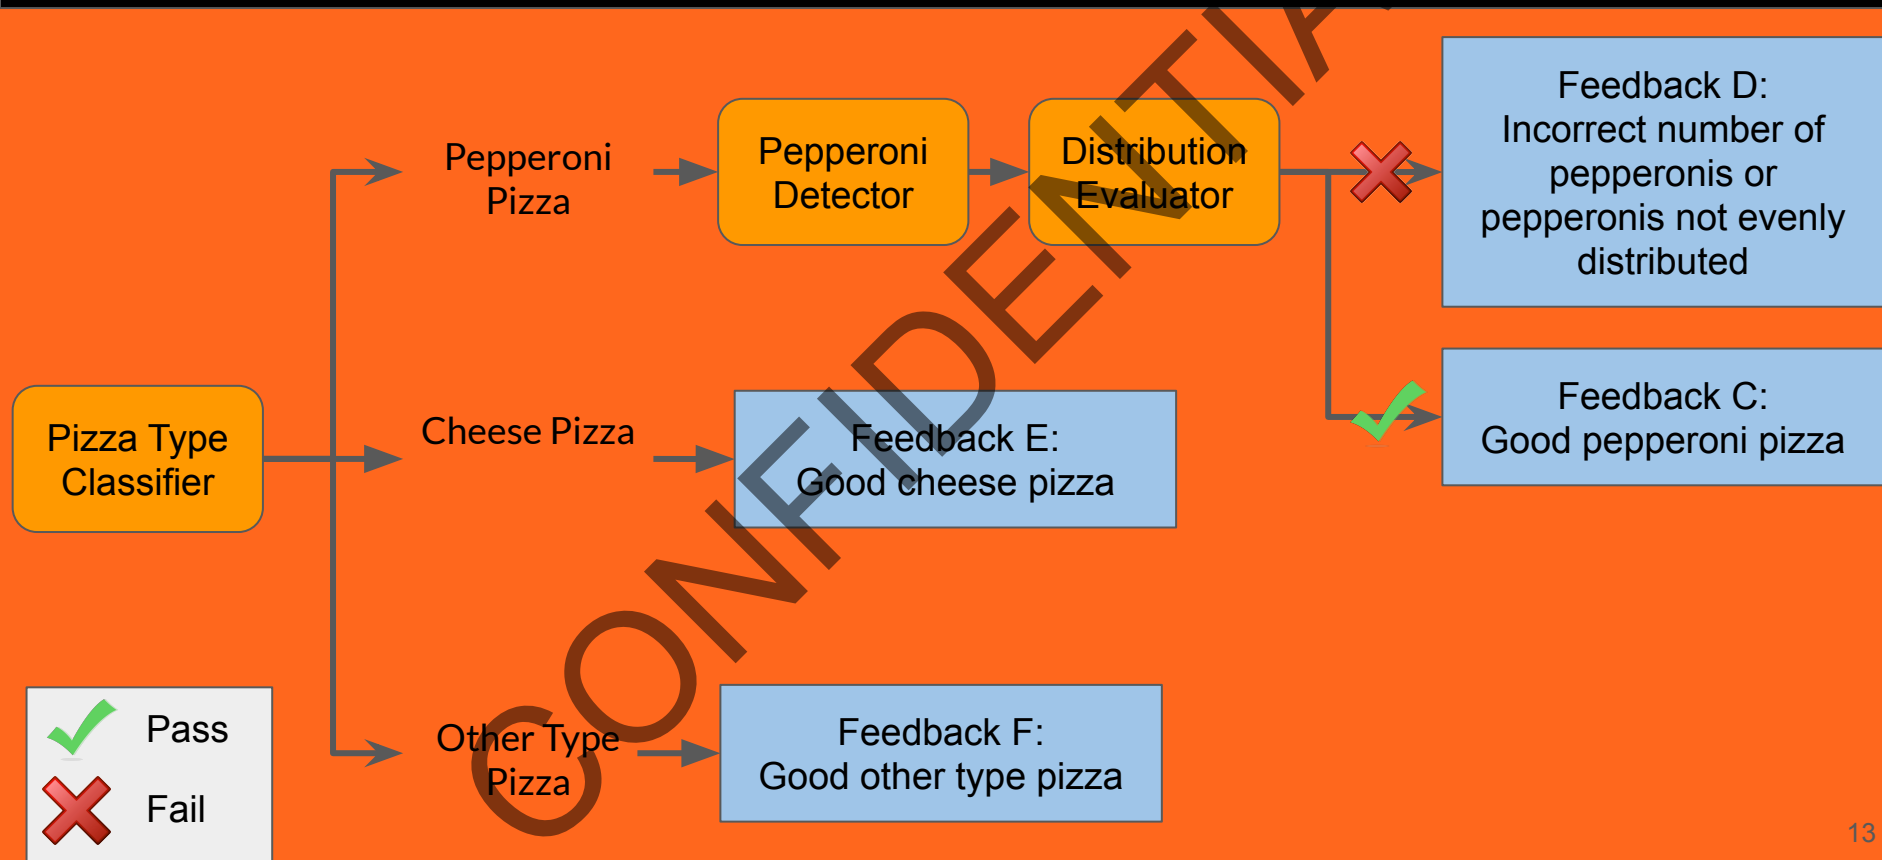 Pepperoni
Pizza
Pepperoni
Detector
Distribution
Evaluator
Feedback D:
Incorrect number of
pepperonis or
pepperonis not evenly
distributed
Feedback C:
Good pepperoni pizza
Pizza Type
Classifier
Cheese Pizza
Feedback E:
Good cheese pizza
Other Type
Pizza
Feedback F:
Good other type pizza
Pass
Fail
CONFIDENTIA
13